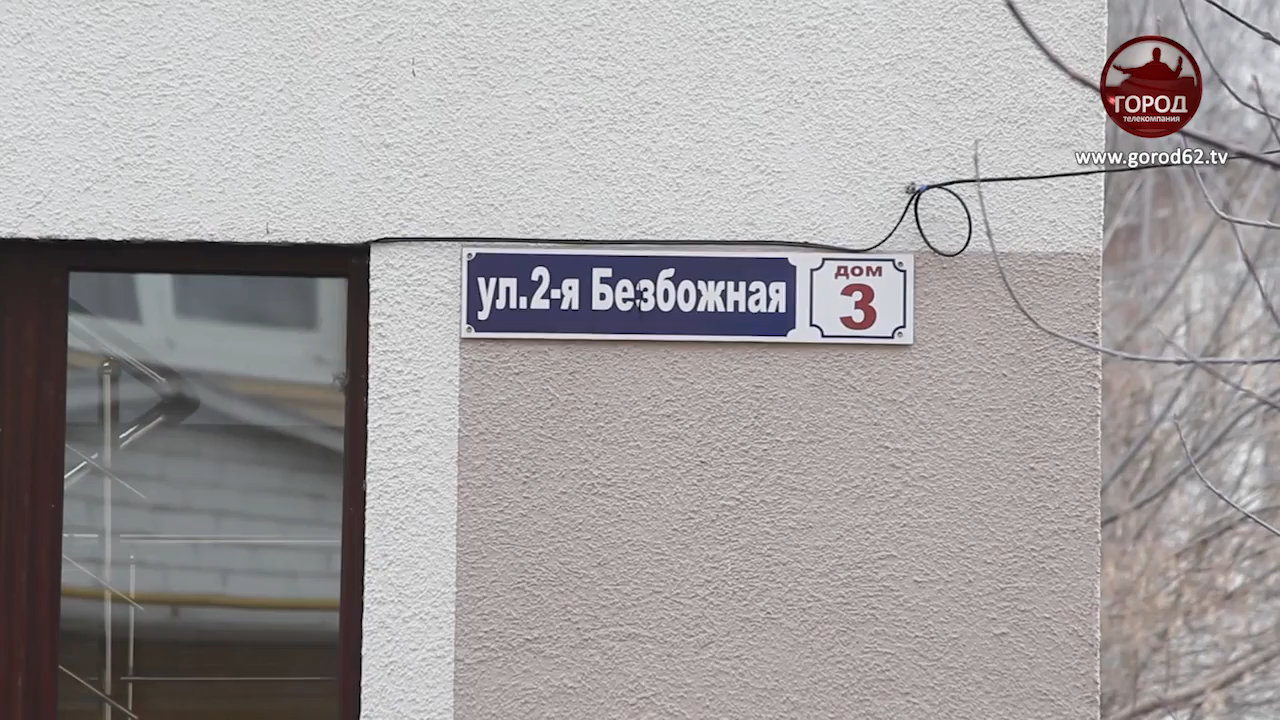 ГОРОД
телекомпания
www.gorod62.tv
ул.2-я Безбожная
дом
3